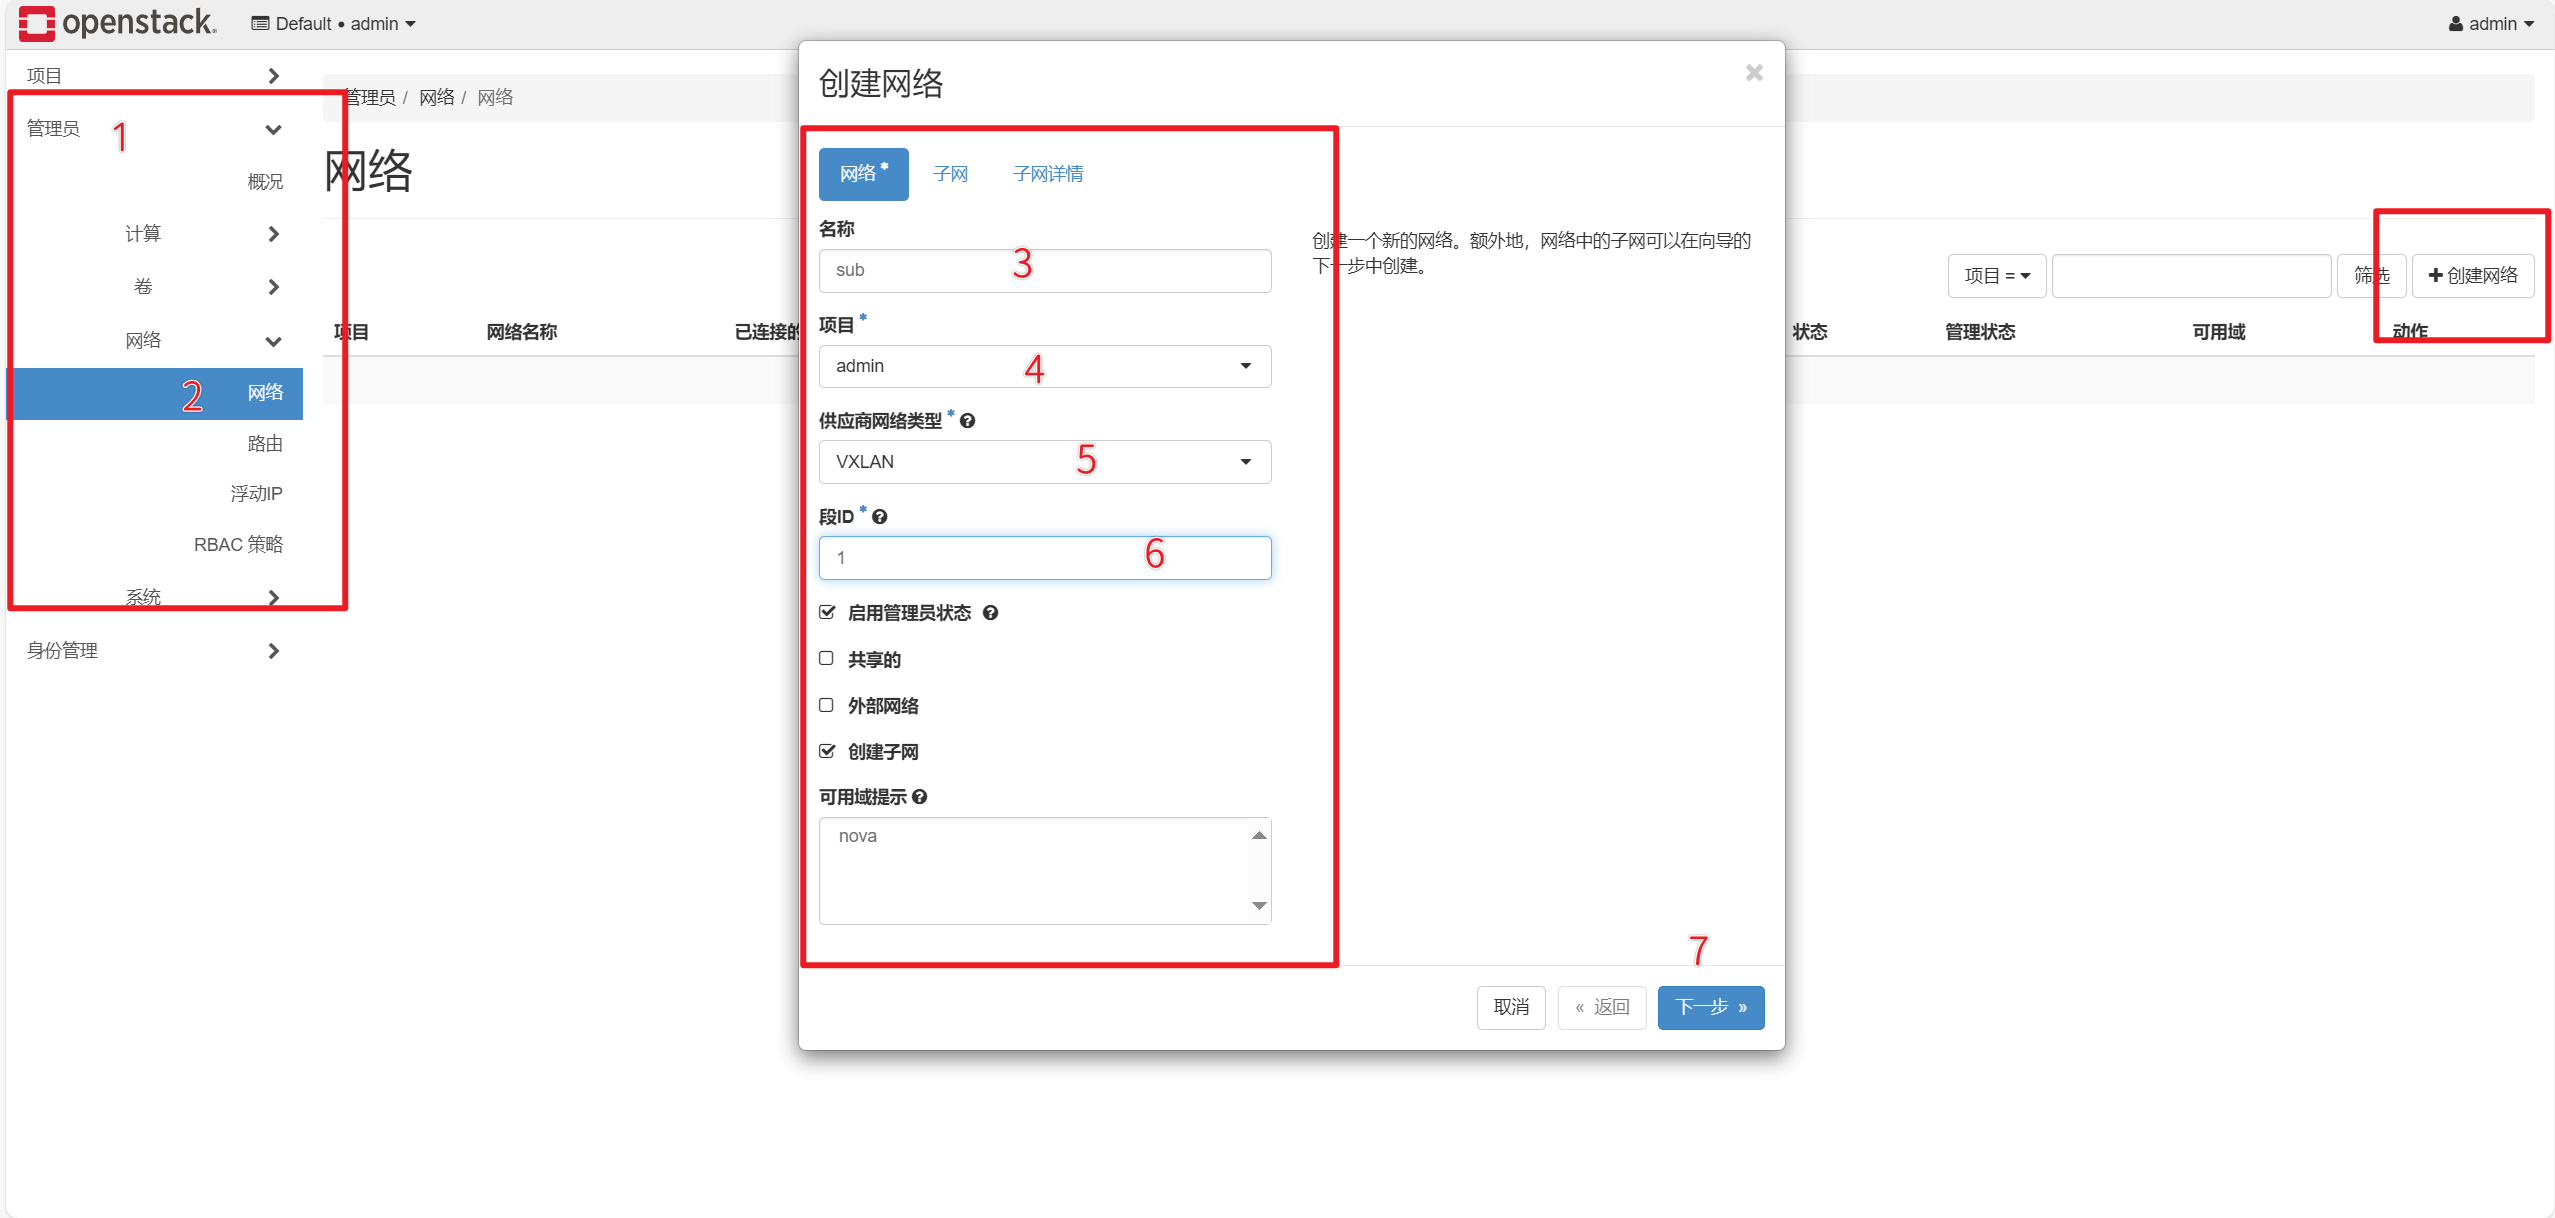 openstack.
Default • admin
admin
项目
管理员
1
概况
计算
卷
网络
2
网络
路由
浮动IP
RBAC 策略
系统
身份管理
管理员 / 网络 / 网络
网络
项目 =
筛选
创建网络
项目
网络名称
已连接的
状态
管理状态
可用域
动作
创建网络
×
网络 *
子网
子网详情
名称
sub
3
项目 *
admin
4
供应商网络类型 *
VXLAN
5
段ID *
1
6
启用管理员状态
共享的
外部网络
创建子网
可用域提示
nova
创建一个新的网络。额外地，网络中的子网可以在向导的
下一步中创建。
7
取消
« 返回
下一步 »